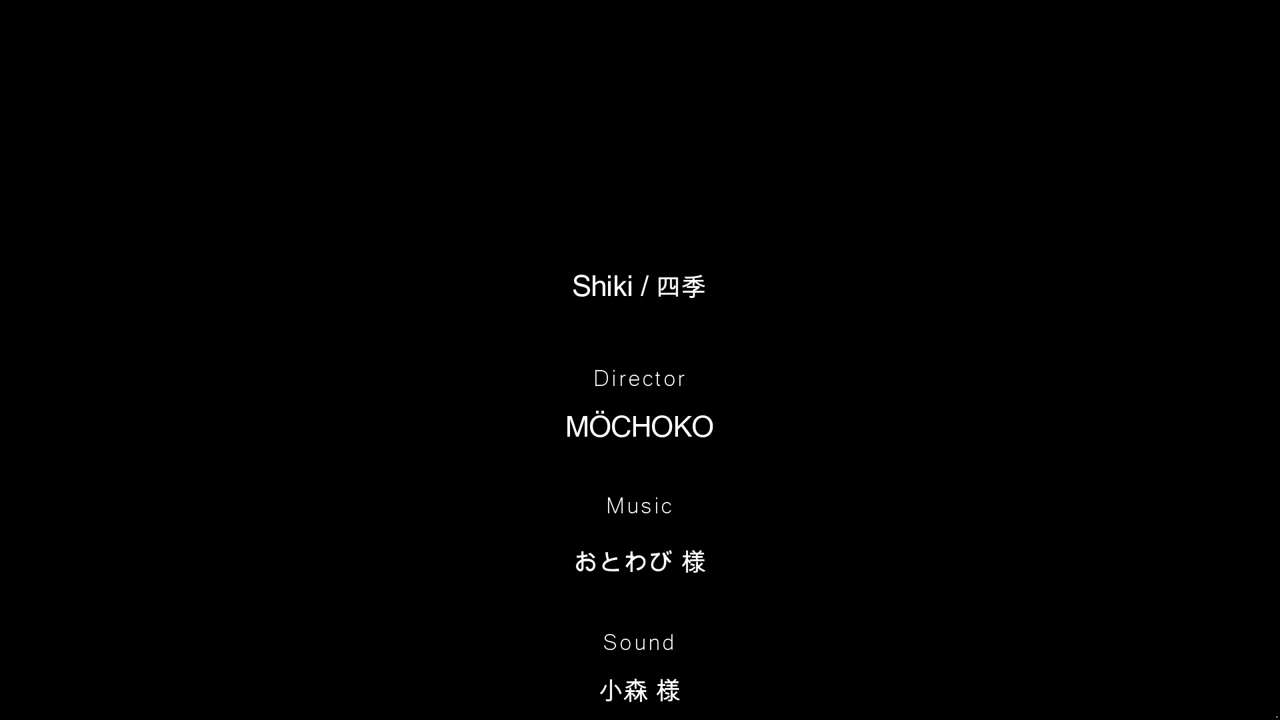 Shiki / 四季
Director
MÖCHOKO
Music
おとわび 様
Sound
小森 様